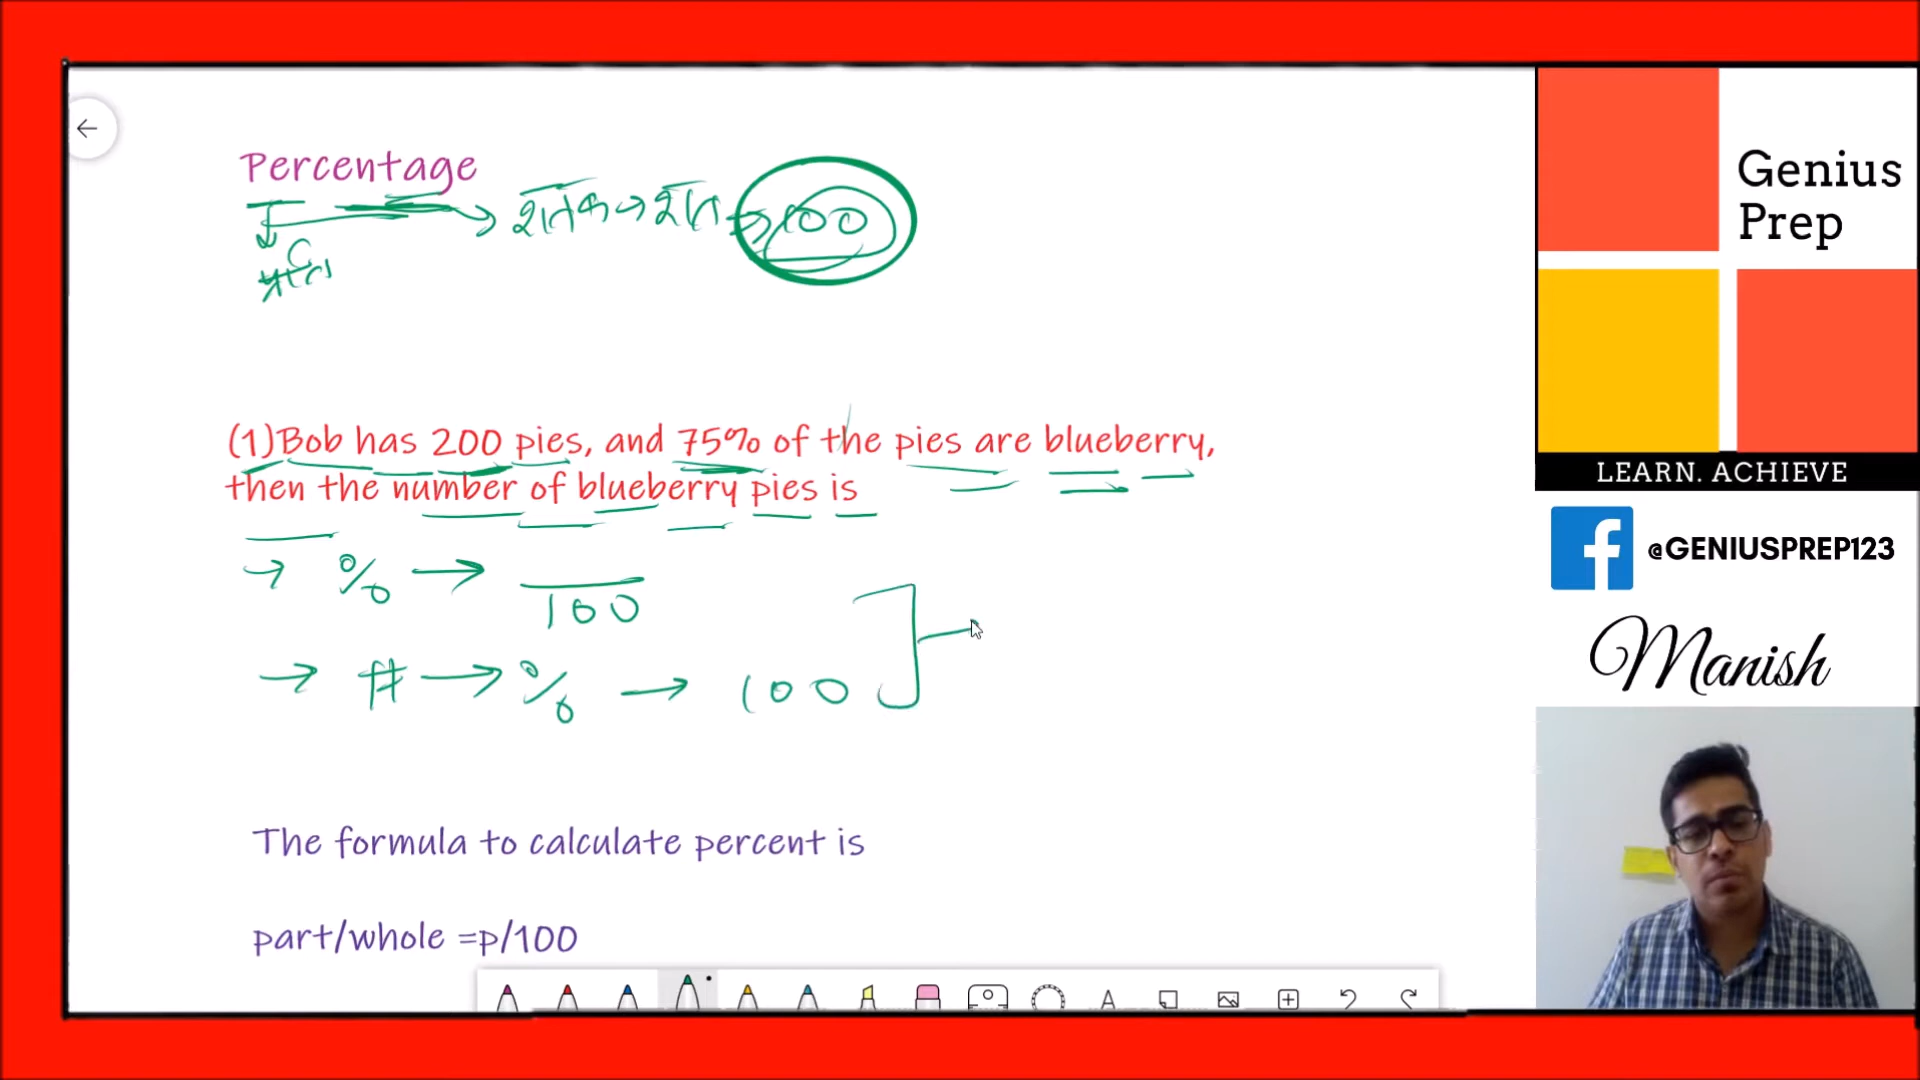 Percentage
100
(1)Bob has 200 pies, and 75% of the pies are blueberry,
then the number of blueberry pies is
→ % → /100
→ # → % → 100
The formula to calculate percent is
part/whole =p/100
Genius
Prep
LEARN. ACHIEVE
@GENIUSPREP123
Manish